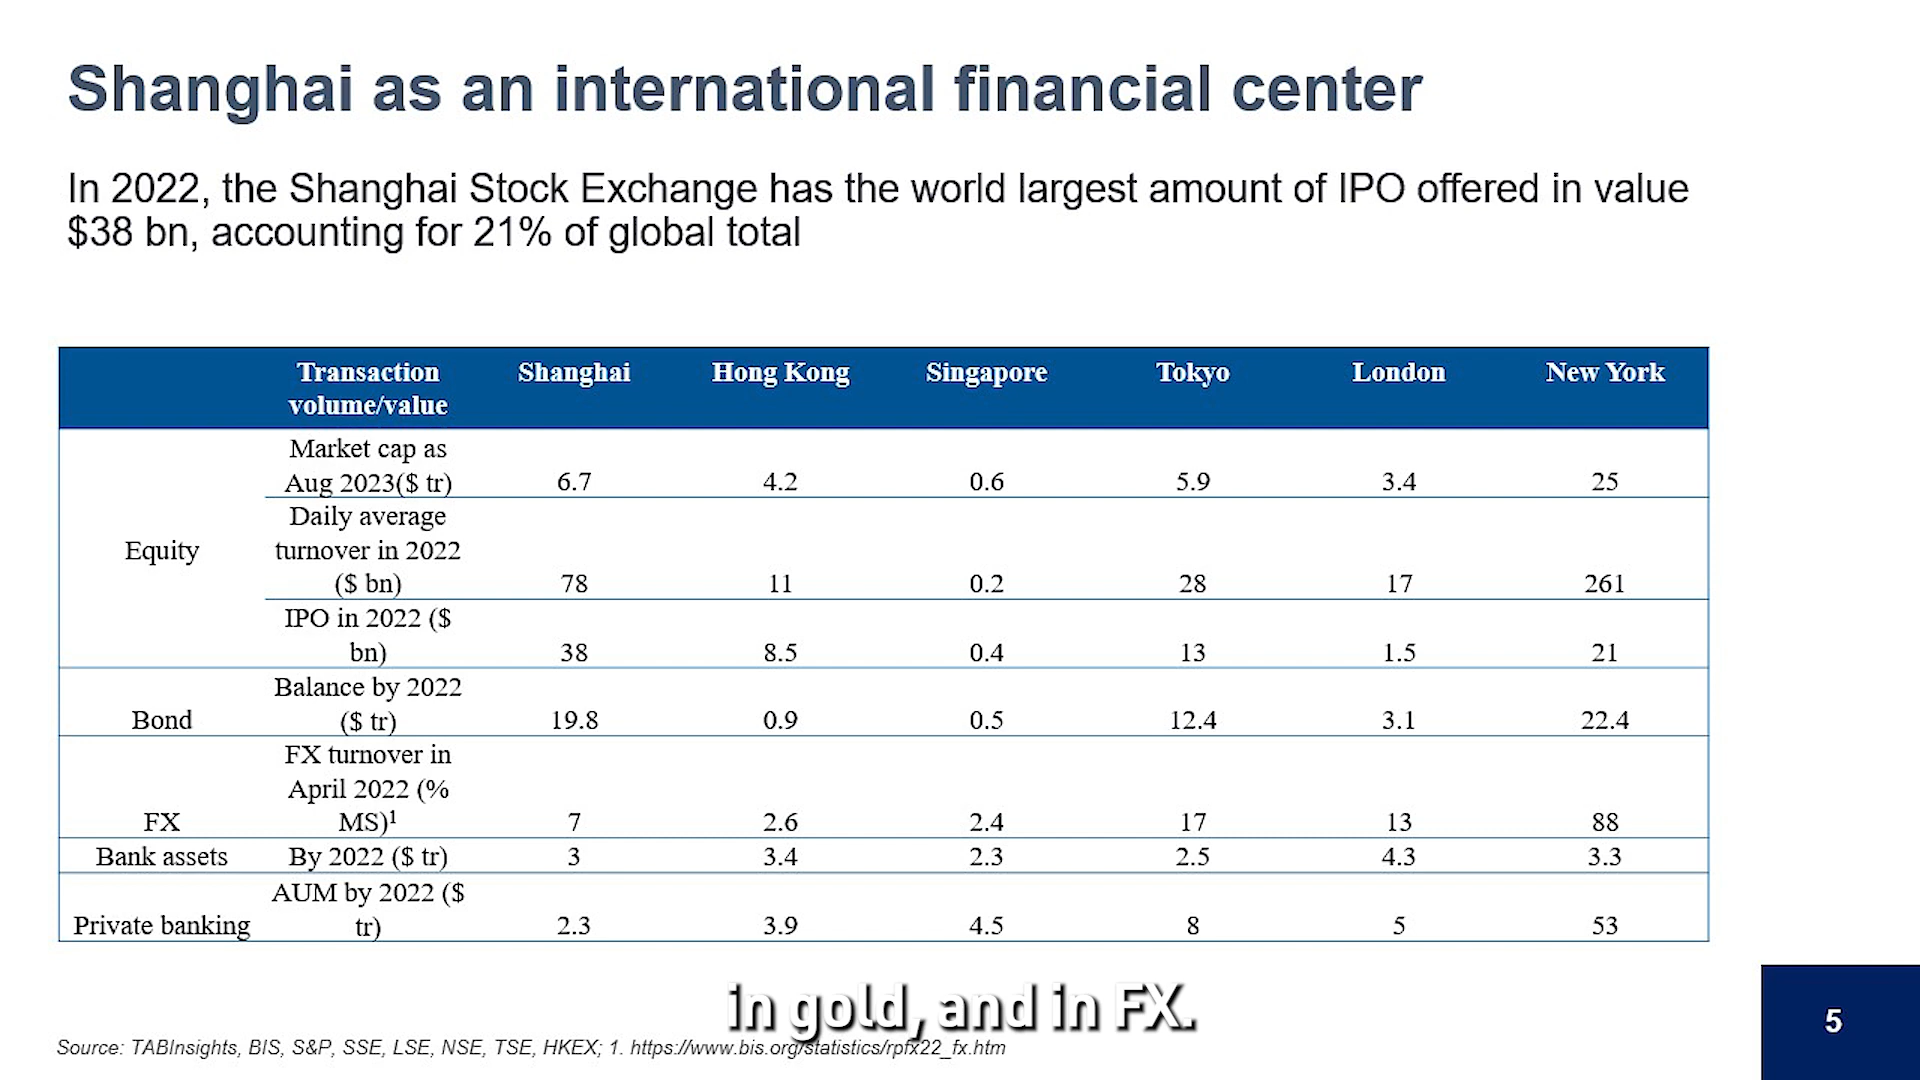 Shanghai as an international financial center
In 2022, the Shanghai Stock Exchange has the world largest amount of IPO offered in value
$38 bn, accounting for 21% of global total
Transaction volume/value Shanghai Hong Kong Singapore Tokyo London New York
Equity
Market cap as
Aug 2023($ tr) 6.7 4.2 0.6 5.9 3.4 25
Daily average
turnover in 2022
($ bn) 78 11 0.2 28 17 261
IPO in 2022 ($
bn) 38 8.5 0.4 13 1.5 21
Balance by 2022
Bond ($ tr) 19.8 0.9 0.5 12.4 3.1 22.4
FX turnover in
April 2022 (%
FX MS)¹ 7 2.6 2.4 17 13 88
Bank assets By 2022 ($ tr) 3 3.4 2.3 2.5 4.3 3.3
AUM by 2022 ($
Private banking tr) 2.3 3.9 4.5 8 5 53
in gold, and in FX.
Source: TABInsights, BIS, S&P, SSE, LSE, NSE, TSE, HKEX; 1. https://www.bis.org/statistics/rpfx22_fx.htm
5